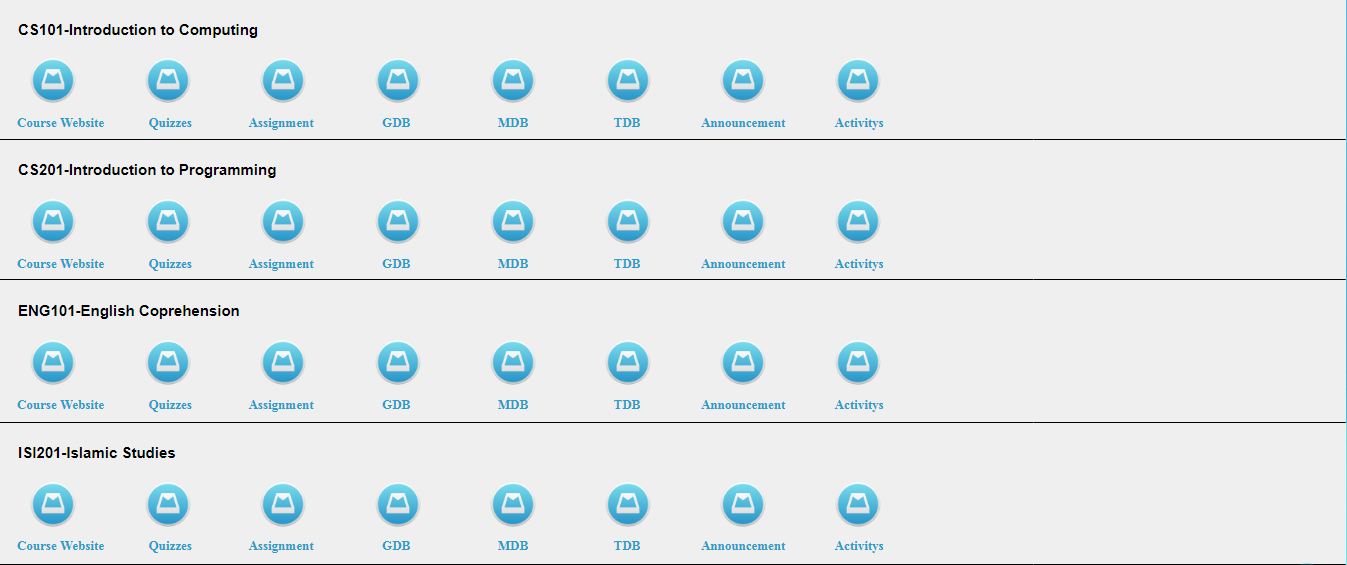 CS101-Introduction to Computing
Course Website Quizzes Assignment GDB MDB TDB Announcement Activitys
CS201-Introduction to Programming
Course Website Quizzes Assignment GDB MDB TDB Announcement Activitys
ENG101-English Coprehension
Course Website Quizzes Assignment GDB MDB TDB Announcement Activitys
ISI201-Islamic Studies
Course Website Quizzes Assignment GDB MDB TDB Announcement Activitys